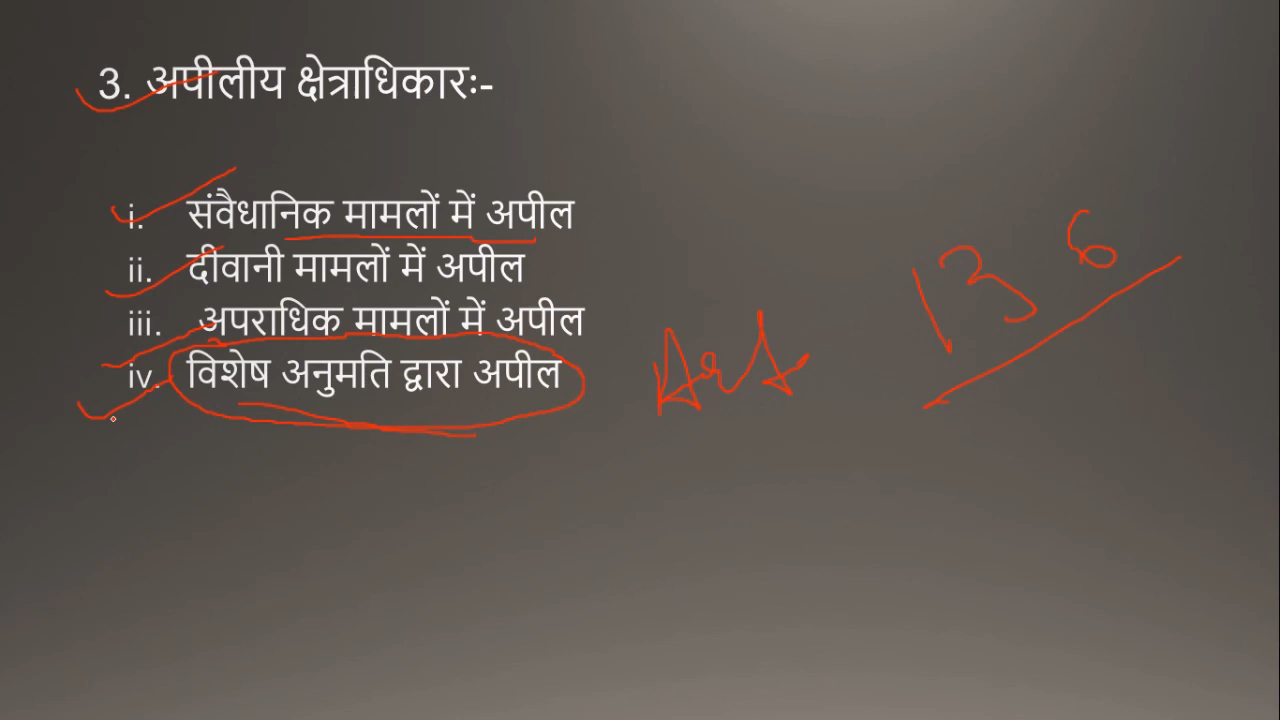 3. अपीलीय क्षेत्राधिकारः-
i. संवैधानिक मामलों में अपील
ii. दीवानी मामलों में अपील
iii. अपराधिक मामलों में अपील
iv. विशेष अनुमति द्वारा अपील
Art 136